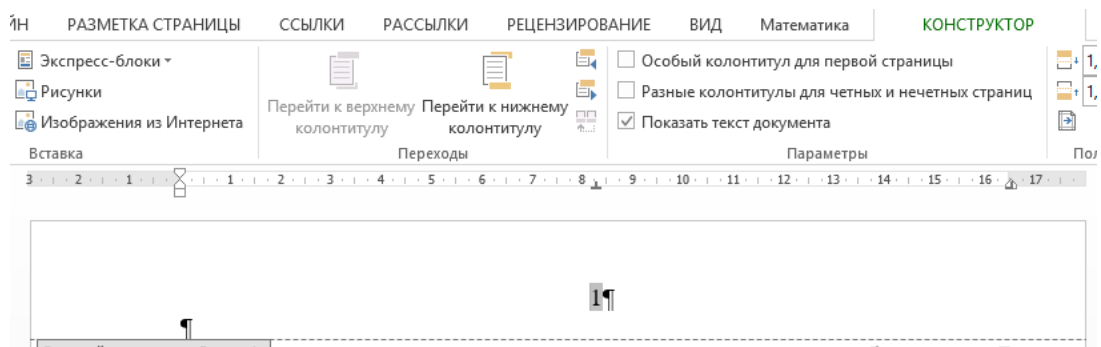 ЙН РАЗМЕТКА СТРАНИЦЫ ССЫЛКИ РАССЫЛКИ РЕЦЕНЗИРОВАНИЕ ВИД Математика КОНСТРУКТОР
Экспресс-блоки
Рисунки
Изображения из Интернета
Вставка
Перейти к верхнему колонтитулу
Перейти к нижнему колонтитулу
Переходы
Особый колонтитул для первой страницы
Разные колонтитулы для четных и нечетных страниц
Показать текст документа
Параметры
1,
1,
Пол
3 2 1 1 2 3 4 5 6 7 8 9 10 11 12 13 14 15 16 17
1¶
¶